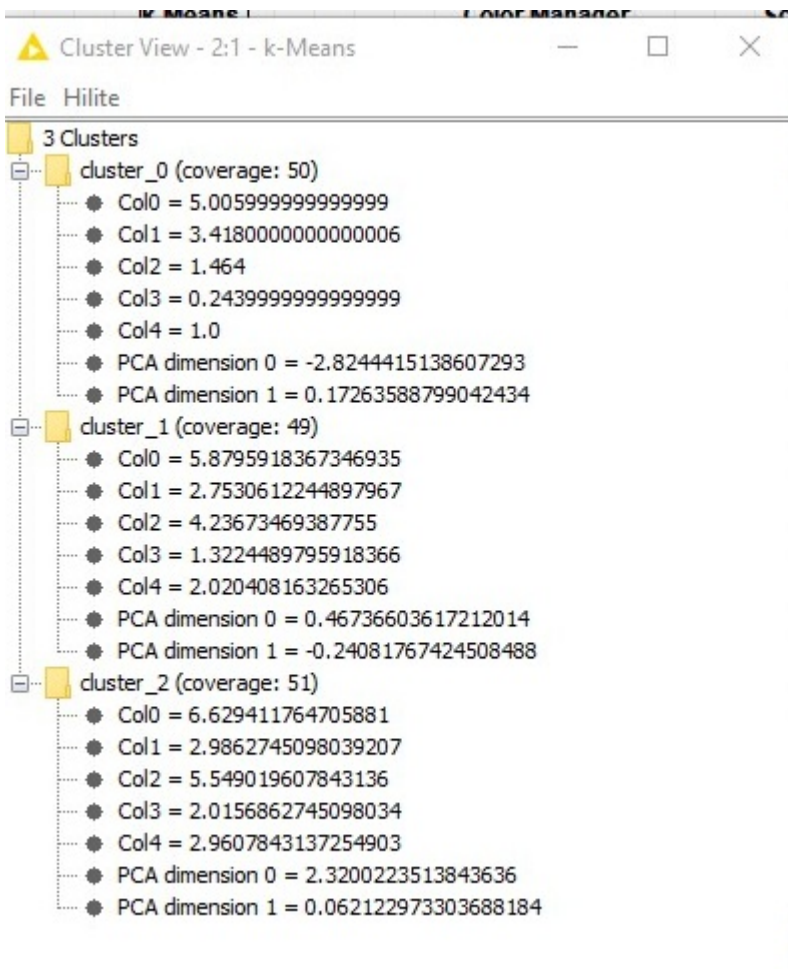 k-Means
Color Manager
Cluster View - 2:1 - k-Means
File Hilite
3 Clusters
cluster_0 (coverage: 50)
Col0 = 5.005999999999999
Col1 = 3.4180000000000006
Col2 = 1.464
Col3 = 0.2439999999999999
Col4 = 1.0
PCA dimension 0 = -2.8244415138607293
PCA dimension 1 = 0.17263588799042434
cluster_1 (coverage: 49)
Col0 = 5.8795918367346935
Col1 = 2.7530612244897967
Col2 = 4.23673469387755
Col3 = 1.3224489795918366
Col4 = 2.020408163265306
PCA dimension 0 = 0.46736603617212014
PCA dimension 1 = -0.24081767424508488
cluster_2 (coverage: 51)
Col0 = 6.629411764705881
Col1 = 2.9862745098039207
Col2 = 5.549019607843136
Col3 = 2.0156862745098034
Col4 = 2.9607843137254903
PCA dimension 0 = 2.3200223513843636
PCA dimension 1 = 0.062122973303688184